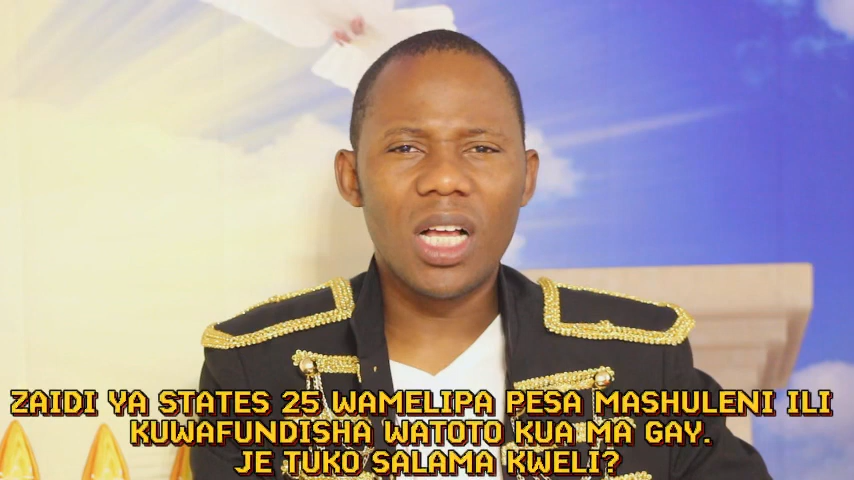 ZAIDI YA STATES 25 WAMELIPA PESA MASHULENI ILI
KUWAFUNDISHA WATOTO KUA MA GAY.
JE TUKO SALAMA KWELI?